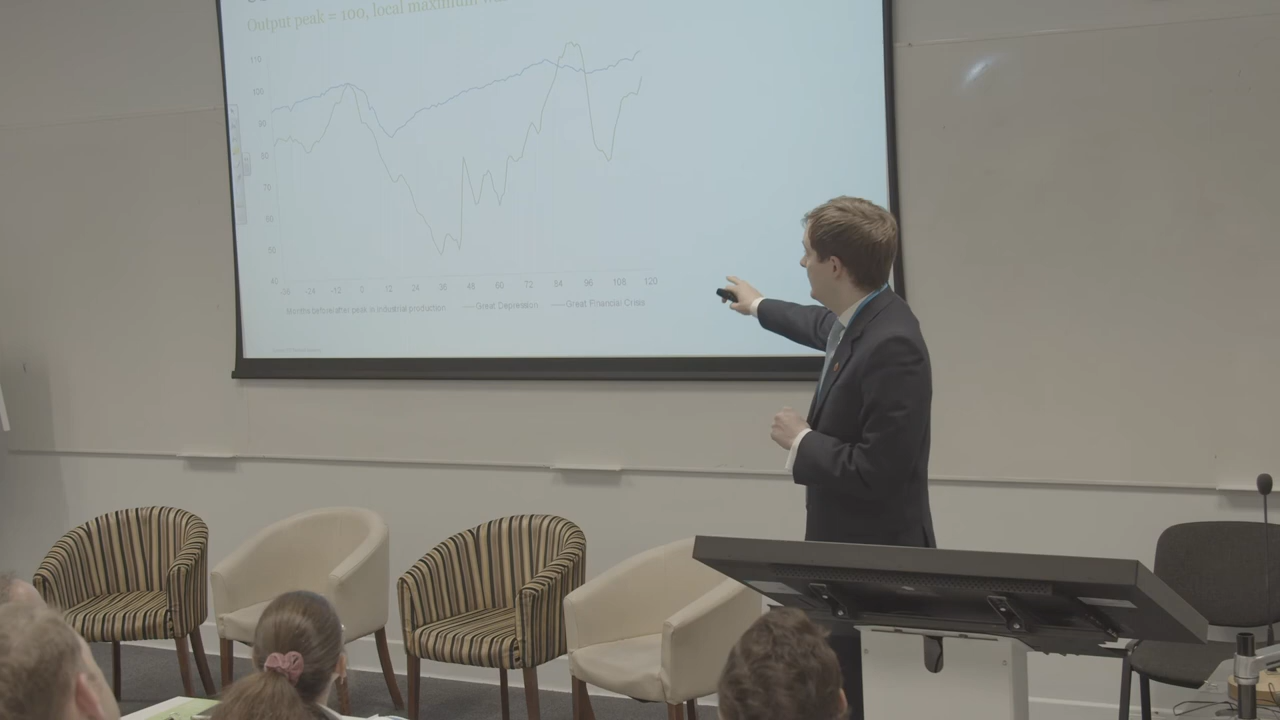 Output peak = 100, local maximum
110
100
90
80
70
60
50
40
-36 -24 -12 0 12 24 36 48 60 72 84 96 108 120
Months before/after peak in industrial production Great Depression Great Financial Crisis